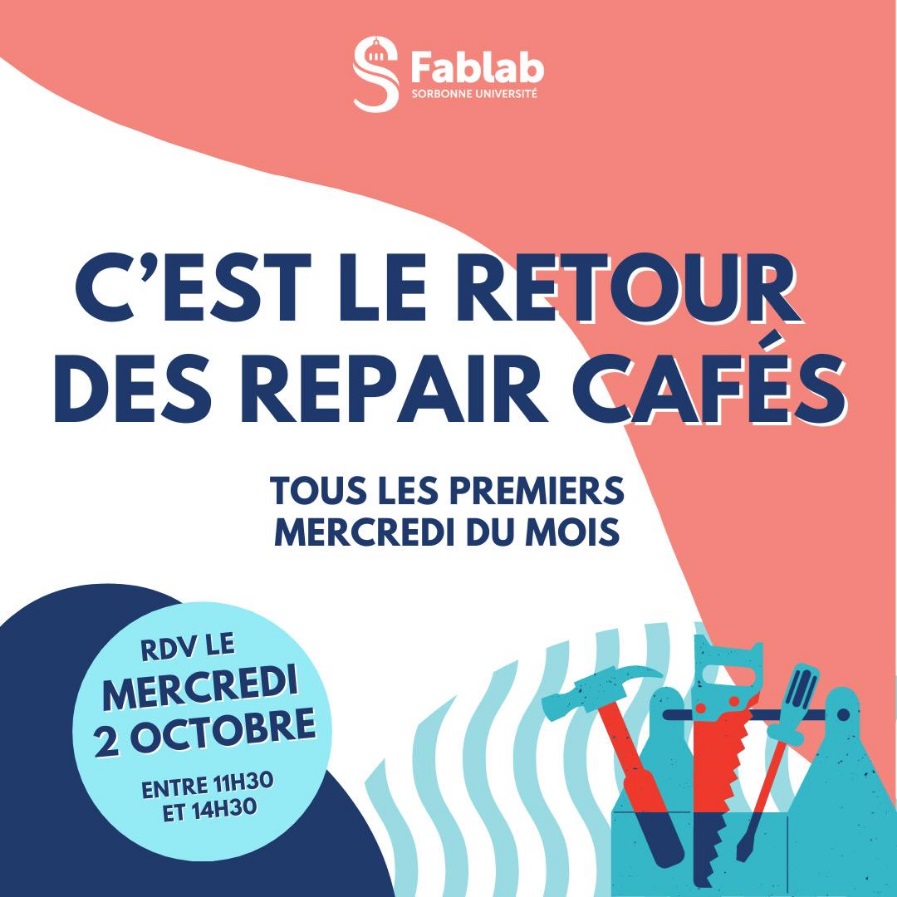 Fablab
SORBONNE UNIVERSITÉ
C'EST LE RETOUR
DES REPAIR CAFÉS
TOUS LES PREMIERS
MERCREDI DU MOIS
RDV LE
MERCREDI
2 OCTOBRE
ENTRE 11H30
ET 14H30